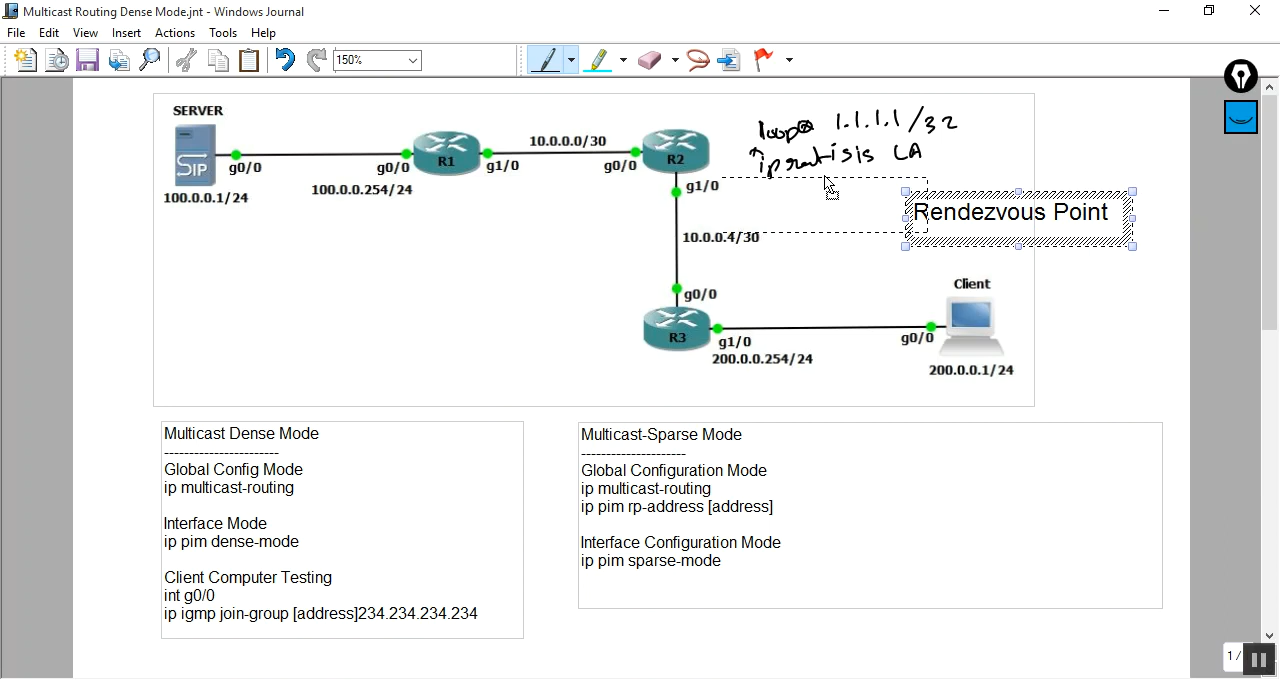 Multicast Routing Dense Mode.jnt - Windows Journal
File Edit View Insert Actions Tools Help
150%
SERVER
g0/0
100.0.0.1/24
g0/0
R1
g1/0
100.0.0.254/24
10.0.0.0/30
g0/0
R2
g1/0
loop 1.1.1.1 /32
ip isis LA
Rendezvous Point
10.0.0.4/30
g0/0
R3
g1/0
200.0.0.254/24
Client
g0/0
200.0.0.1/24
Multicast Dense Mode
-----------------------
Global Config Mode
ip multicast-routing
Interface Mode
ip pim dense-mode
Client Computer Testing
int g0/0
ip igmp join-group [address]234.234.234.234
Multicast-Sparse Mode
---------------------
Global Configuration Mode
ip multicast-routing
ip pim rp-address [address]
Interface Configuration Mode
ip pim sparse-mode
1 /